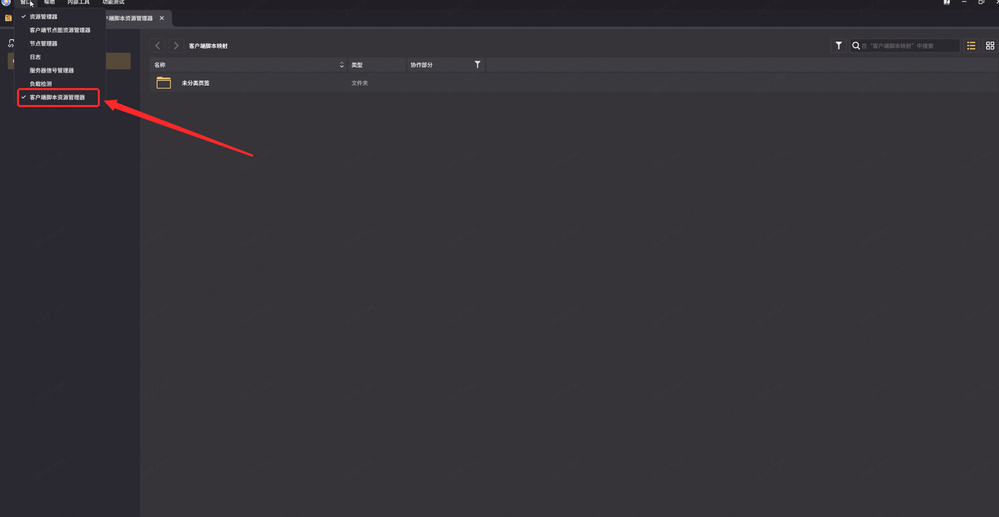 窗口 帮助 内部工具 功能测试
资源管理器
客户端节点图资源管理器
节点管理器
日志
服务器信号管理器
负载检测
客户端脚本资源管理器
端脚本资源管理器
客户端脚本映射
在“客户端脚本映射”中搜索
名称 类型 协作部分
未分类页签 文件夹